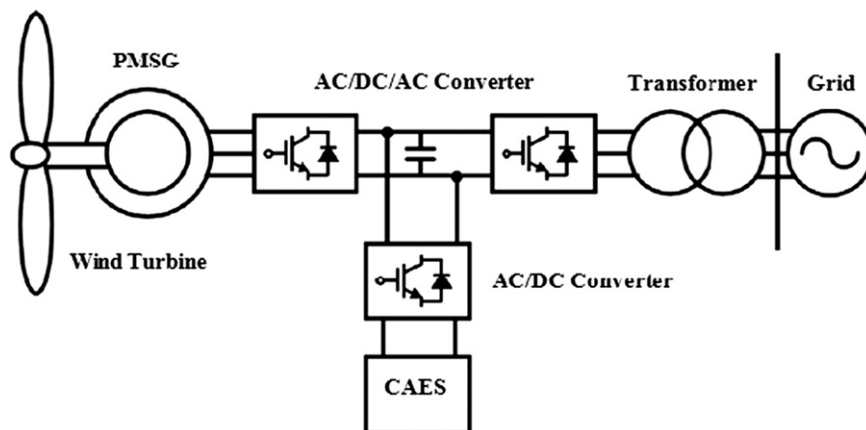 PMSG
AC/DC/AC Converter
Transformer
Grid
Wind Turbine
AC/DC Converter
CAES